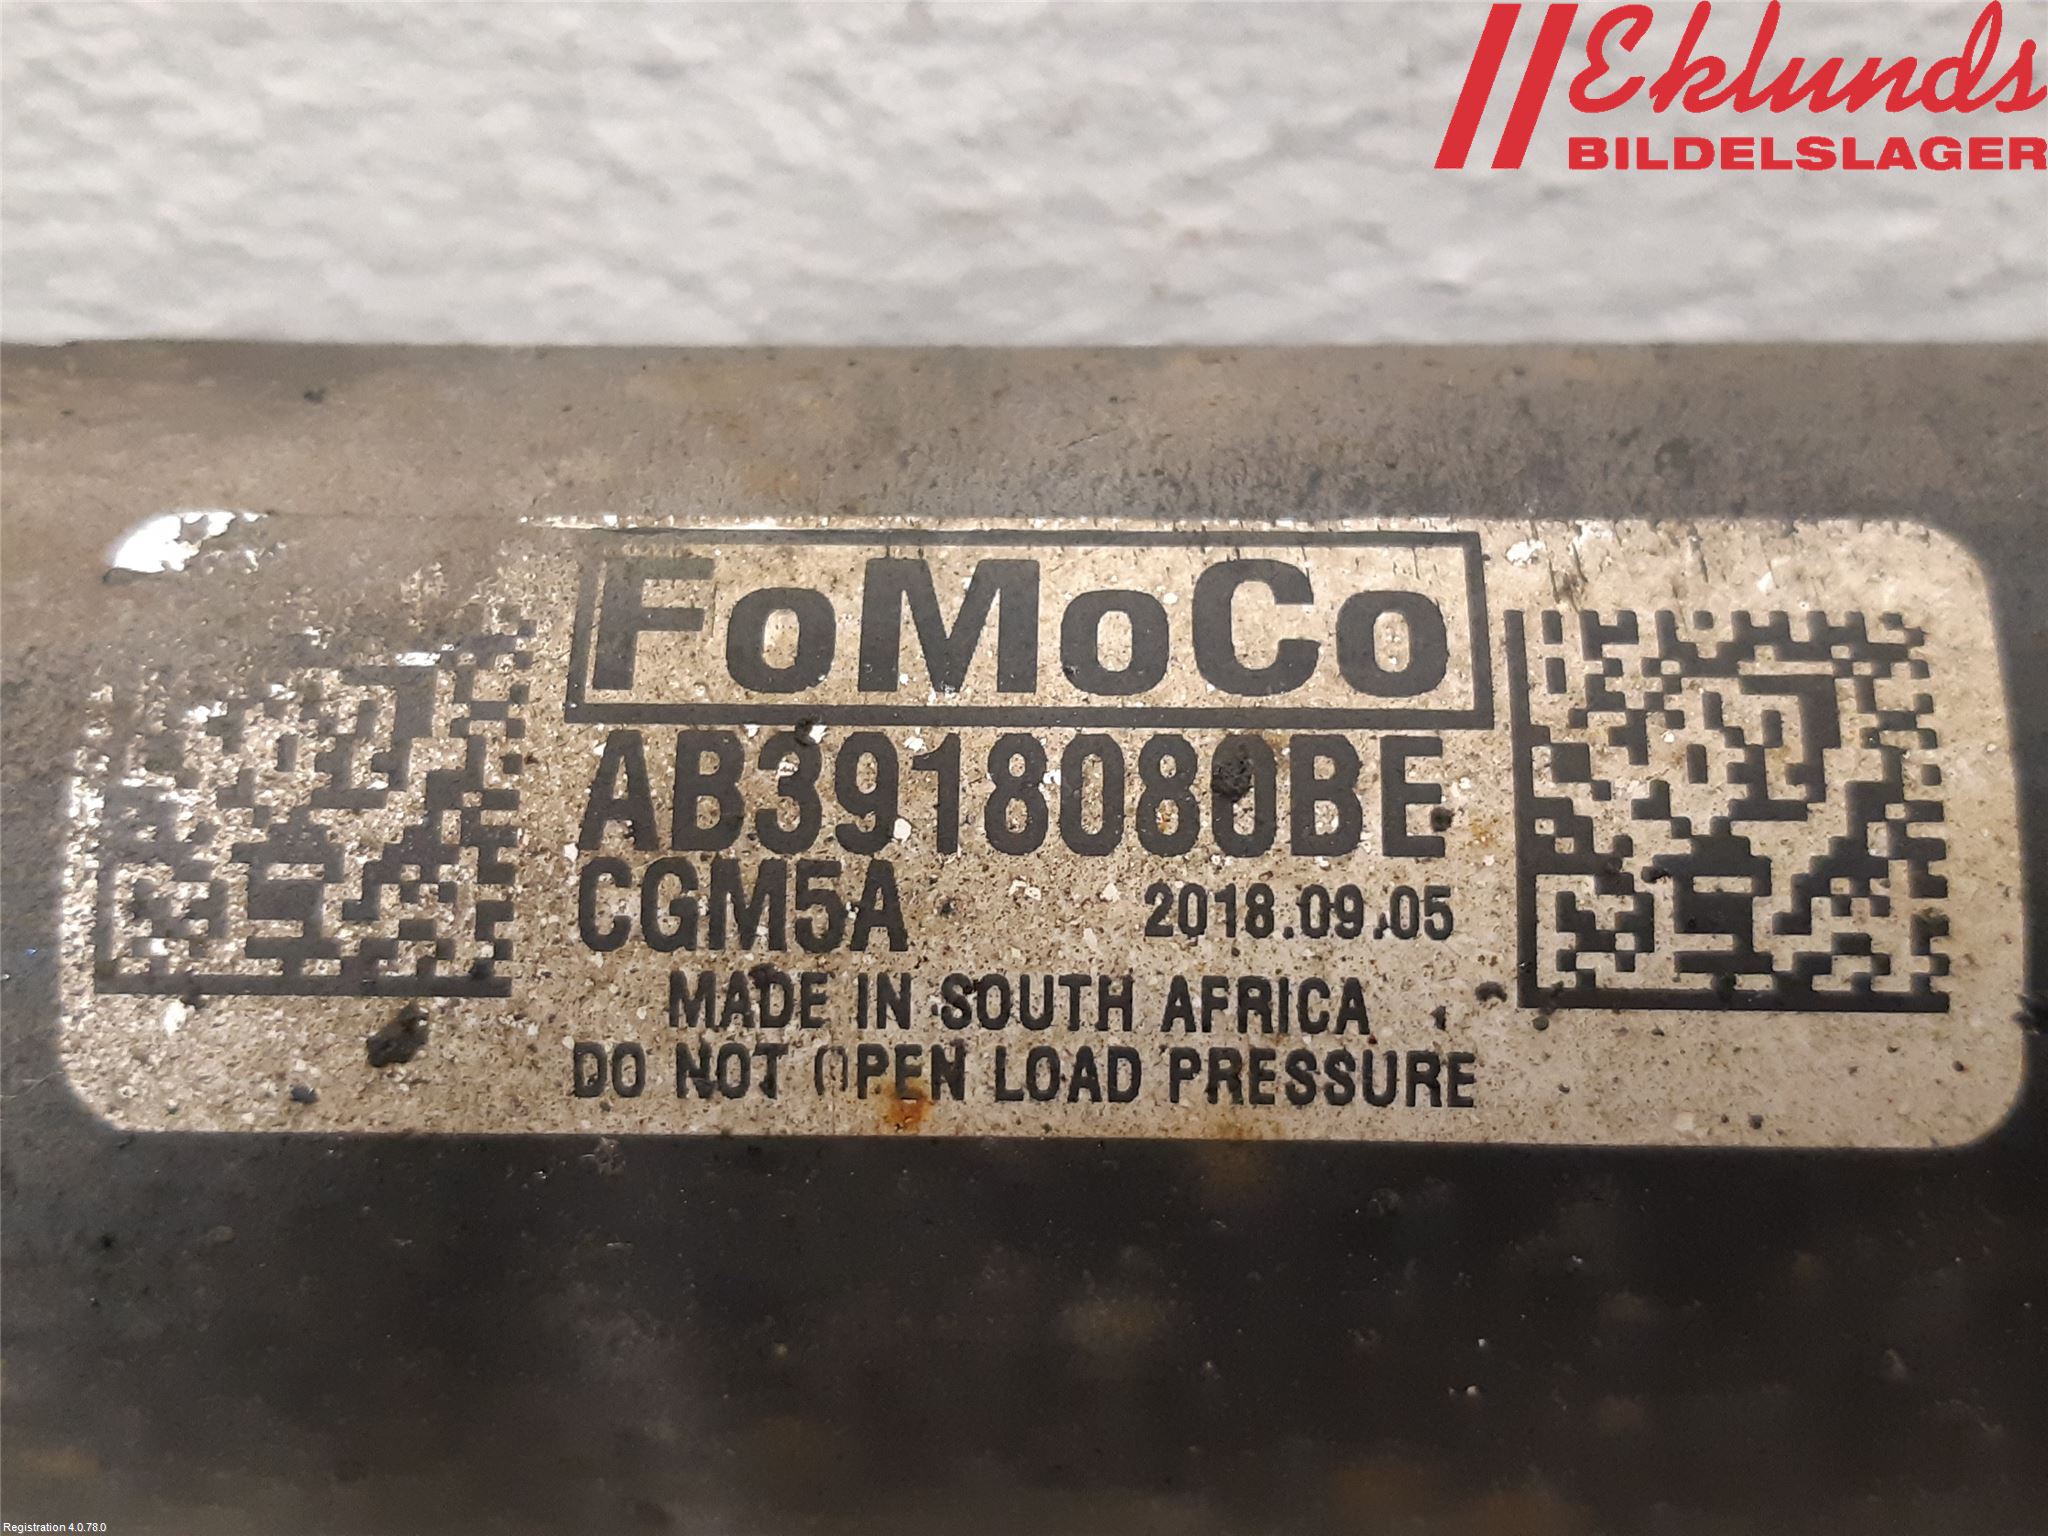 Eklunds
BILDELSLAGER
FoMoCo
AB3918080BE
CGM5A 2018.09.05
MADE IN SOUTH AFRICA
DO NOT OPEN LOAD PRESSURE
Registration 4.0.78.0